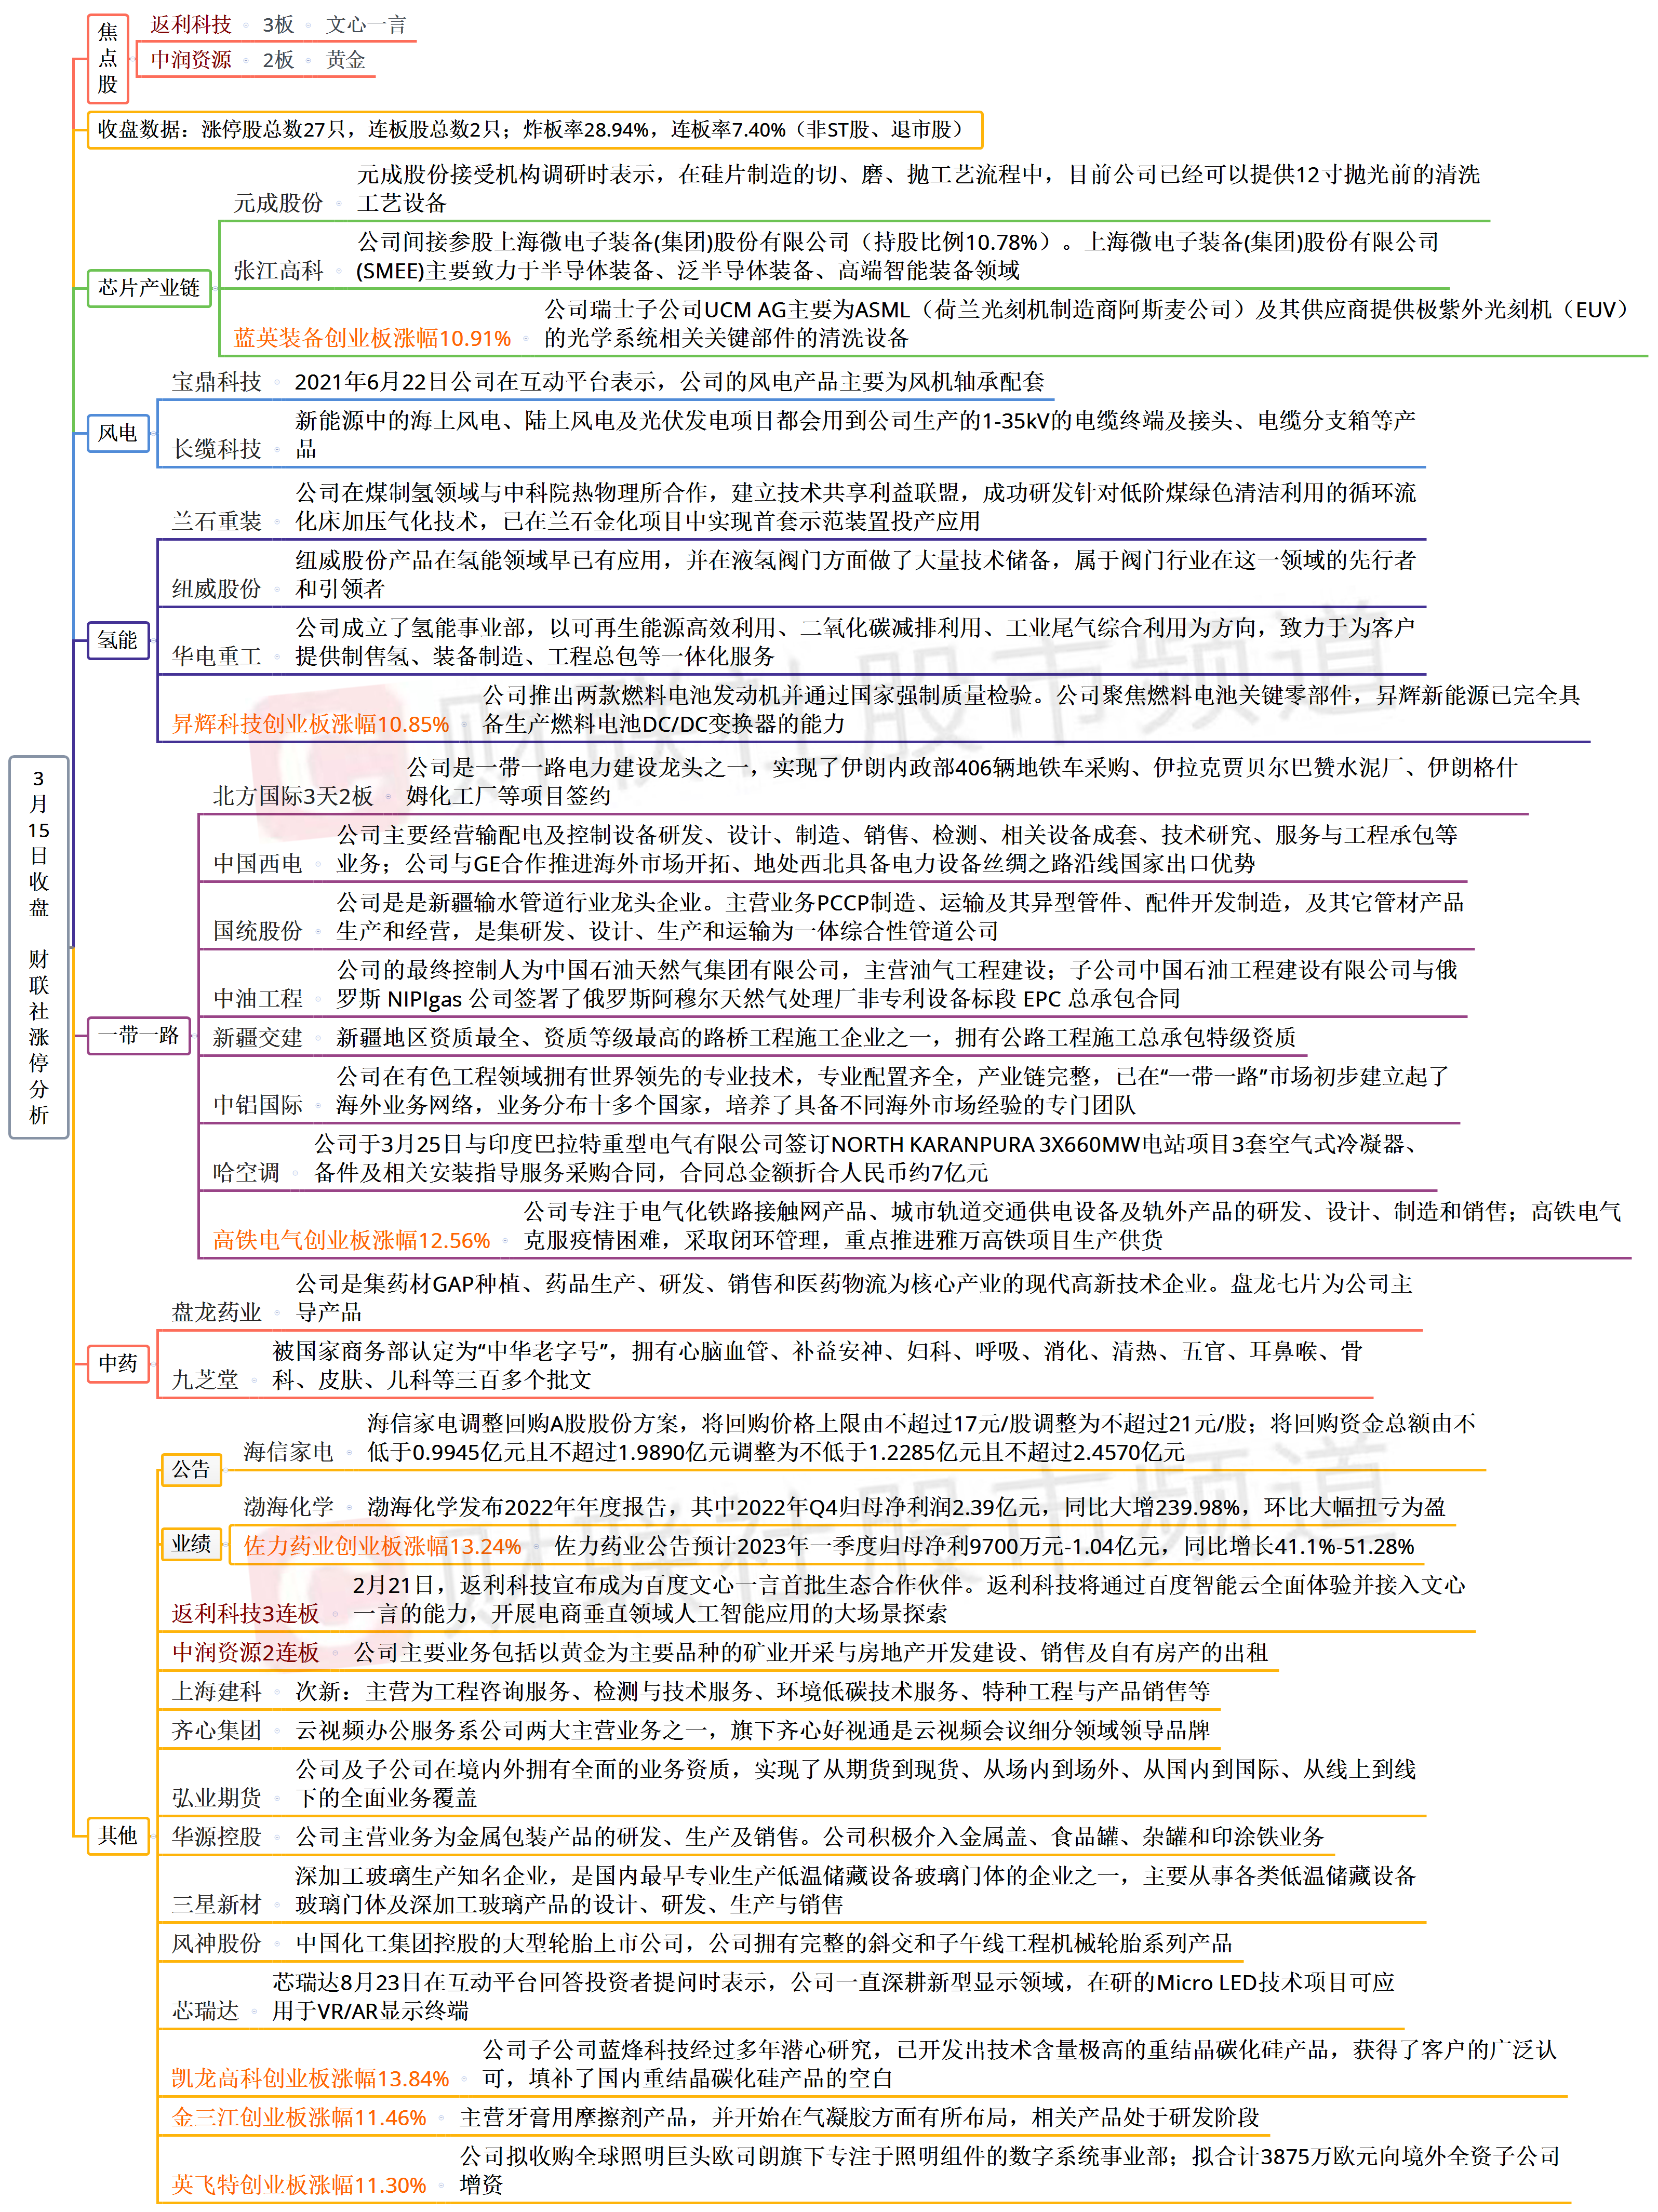 3月15日收盘 财联社涨停分析
焦点股
返利科技 3板 文心一言
中润资源 2板 黄金
收盘数据：涨停股总数27只，连板股总数2只；炸板率28.94%，连板率7.40%（非ST股、退市股）
芯片产业链
元成股份
元成股份接受机构调研时表示，在硅片制造的切、磨、抛工艺流程中，目前公司已经可以提供12寸抛光前的清洗
工艺设备
张江高科
公司间接参股上海微电子装备(集团)股份有限公司（持股比例10.78%）。上海微电子装备(集团)股份有限公司
(SMEE)主要致力于半导体装备、泛半导体装备、高端智能装备领域
蓝英装备创业板涨幅10.91%
公司瑞士子公司UCM AG主要为ASML（荷兰光刻机制造商阿斯麦公司）及其供应商提供极紫外光刻机（EUV）
的光学系统相关关键部件的清洗设备
风电
宝鼎科技 2021年6月22日公司在互动平台表示，公司的风电产品主要为风机轴承配套
长缆科技
新能源中的海上风电、陆上风电及光伏发电项目都会用到公司生产的1-35kV的电缆终端及接头、电缆分支箱等产
品
氢能
兰石重装
公司在煤制氢领域与中科院热物理所合作，建立技术共享利益联盟，成功研发针对低阶煤绿色清洁利用的循环流
化床加压气化技术，已在兰石金化项目中实现首套示范装置投产应用
纽威股份
纽威股份产品在氢能领域早已有应用，并在液氢阀门方面做了大量技术储备，属于阀门行业在这一领域的先行者
和引领者
华电重工
公司成立了氢能事业部，以可再生能源高效利用、二氧化碳减排利用、工业尾气综合利用为方向，致力于为客户
提供制售氢、装备制造、工程总包等一体化服务
昇辉科技创业板涨幅10.85%
公司推出两款燃料电池发动机并通过国家强制质量检验。公司聚焦燃料电池关键零部件，昇辉新能源已完全具
备生产燃料电池DC/DC变换器的能力
一带一路
北方国际3天2板
公司是一带一路电力建设龙头之一，实现了伊朗内政部406辆地铁车采购、伊拉克贾贝尔巴赞水泥厂、伊朗格什
姆化工厂等项目签约
中国西电
公司主要经营输配电及控制设备研发、设计、制造、销售、检测、相关设备成套、技术研究、服务与工程承包等
业务；公司与GE合作推进海外市场开拓、地处西北具备电力设备丝绸之路沿线国家出口优势
国统股份
公司是是新疆输水管道行业龙头企业。主营业务PCCP制造、运输及其异型管件、配件开发制造，及其它管材产品
生产和经营，是集研发、设计、生产和运输为一体综合性管道公司
中油工程
公司的最终控制人为中国石油天然气集团有限公司，主营油气工程建设；子公司中国石油工程建设有限公司与俄
罗斯 NIPIgas 公司签署了俄罗斯阿穆尔天然气处理厂非专利设备标段 EPC 总承包合同
新疆交建 新疆地区资质最全、资质等级最高的路桥工程施工企业之一，拥有公路工程施工总承包特级资质
中铝国际
公司在有色工程领域拥有世界领先的专业技术，专业配置齐全，产业链完整，已在“一带一路”市场初步建立起了
海外业务网络，业务分布十多个国家，培养了具备不同海外市场经验的专门团队
哈空调
公司于3月25日与印度巴拉特重型电气有限公司签订NORTH KARANPURA 3X660MW电站项目3套空气式冷凝器、
备件及相关安装指导服务采购合同，合同总金额折合人民币约7亿元
高铁电气创业板涨幅12.56%
公司专注于电气化铁路接触网产品、城市轨道交通供电设备及轨外产品的研发、设计、制造和销售；高铁电气
克服疫情困难，采取闭环管理，重点推进雅万高铁项目生产供货
中药
盘龙药业
公司是集药材GAP种植、药品生产、研发、销售和医药物流为核心产业的现代高新技术企业。盘龙七片为公司主
导产品
九芝堂
被国家商务部认定为“中华老字号”，拥有心脑血管、补益安神、妇科、呼吸、消化、清热、五官、耳鼻喉、骨
科、皮肤、儿科等三百多个批文
其他
公告
海信家电
海信家电调整回购A股股份方案，将回购价格上限由不超过17元/股调整为不超过21元/股；将回购资金总额由不
低于0.9945亿元且不超过1.9890亿元调整为不低于1.2285亿元且不超过2.4570亿元
业绩
渤海化学 渤海化学发布2022年年度报告，其中2022年Q4归母净利润2.39亿元，同比大增239.98%，环比大幅扭亏为盈
佐力药业创业板涨幅13.24% 佐力药业公告预计2023年一季度归母净利9700万元-1.04亿元，同比增长41.1%-51.28%
返利科技3连板
2月21日，返利科技宣布成为百度文心一言首批生态合作伙伴。返利科技将通过百度智能云全面体验并接入文心
一言的能力，开展电商垂直领域人工智能应用的大场景探索
中润资源2连板 公司主要业务包括以黄金为主要品种的矿业开采与房地产开发建设、销售及自有房产的出租
上海建科 次新：主营为工程咨询服务、检测与技术服务、环境低碳技术服务、特种工程与产品销售等
齐心集团 云视频办公服务系公司两大主营业务之一，旗下齐心好视通是云视频会议细分领域领导品牌
弘业期货
公司及子公司在境内外拥有全面的业务资质，实现了从期货到现货、从场内到场外、从国内到国际、从线上到线
下的全面业务覆盖
华源控股 公司主营业务为金属包装产品的研发、生产及销售。公司积极介入金属盖、食品罐、杂罐和印涂铁业务
三星新材
深加工玻璃生产知名企业，是国内最早专业生产低温储藏设备玻璃门体的企业之一，主要从事各类低温储藏设备
玻璃门体及深加工玻璃产品的设计、研发、生产与销售
风神股份 中国化工集团控股的大型轮胎上市公司，公司拥有完整的斜交和子午线工程机械轮胎系列产品
芯瑞达
芯瑞达8月23日在互动平台回答投资者提问时表示，公司一直深耕新型显示领域，在研的Micro LED技术项目可应
用于VR/AR显示终端
凯龙高科创业板涨幅13.84%
公司子公司蓝烽科技经过多年潜心研究，已开发出技术含量极高的重结晶碳化硅产品，获得了客户的广泛认
可，填补了国内重结晶碳化硅产品的空白
金三江创业板涨幅11.46% 主营牙膏用摩擦剂产品，并开始在气凝胶方面有所布局，相关产品处于研发阶段
英飞特创业板涨幅11.30%
公司拟收购全球照明巨头欧司朗旗下专注于照明组件的数字系统事业部；拟合计3875万欧元向境外全资子公司
增资
财联社股市频道
财联社股市频道